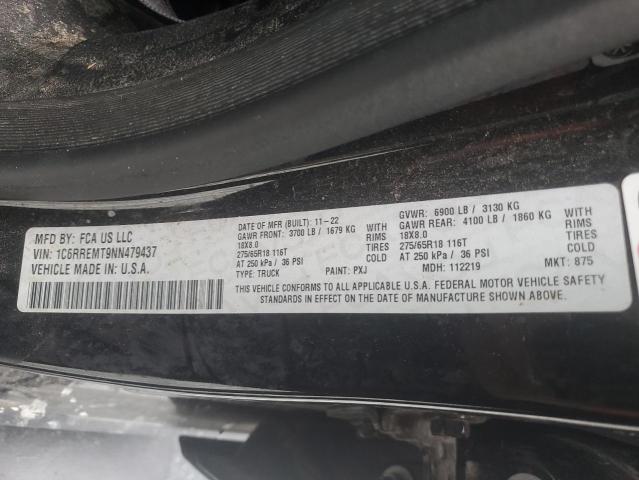 MFD BY: FCA US LLC
VIN: 1C6RREMT9NN479437
VEHICLE MADE IN U.S.A.
DATE OF MFR (BUILT): 11-22
GAWR FRONT: 3700 LB / 1679 KG WITH
18X8.0 RIMS
275/65R18 116T TIRES
AT 250 kPa / 36 PSI COLD
TYPE: TRUCK PAINT: PXJ
GVWR: 6900 LB / 3130 KG
GAWR REAR: 4100 LB / 1860 KG WITH
18X8.0 RIMS
275/65R18 116T TIRES
AT 250 kPa / 36 PSI COLD
MDH: 112219 MKT: 875
THIS VEHICLE CONFORMS TO ALL APPLICABLE U.S.A. FEDERAL MOTOR VEHICLE SAFETY
STANDARDS IN EFFECT ON THE DATE OF MANUFACTURE SHOWN ABOVE.